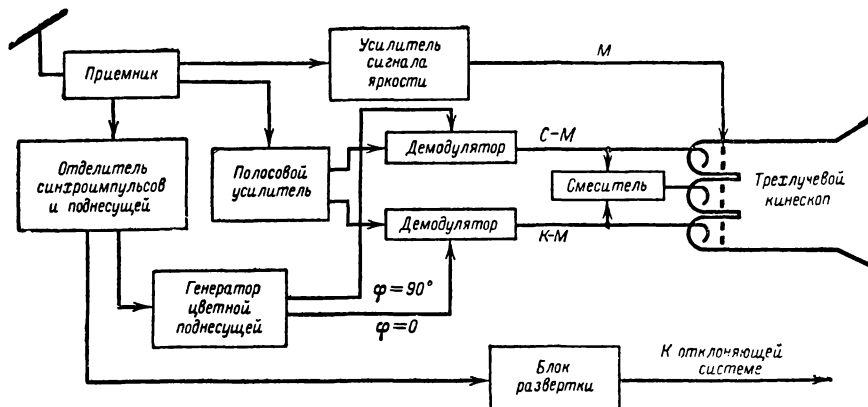 Усилитель
сигнала
яркости
М
Приемник
Отделитель
синхроимпульсов
и поднесущей
Полосовой
усилитель
Демодулятор
С-М
Смеситель
Трехлучевой
кинескоп
Демодулятор
К-М
Генератор
цветной
поднесущей
φ=90°
φ=0
Блок
развертки
К отклоняющей
системе